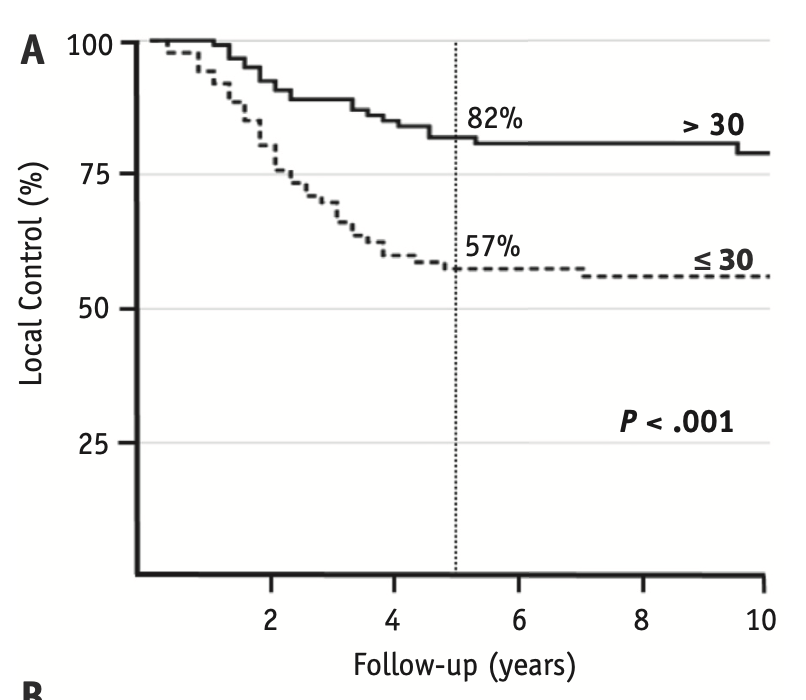 A
100
82%
> 30
75
57%
≤ 30
50
P < .001
25
Local Control (%)
2 4 6 8 10
Follow-up (years)
B